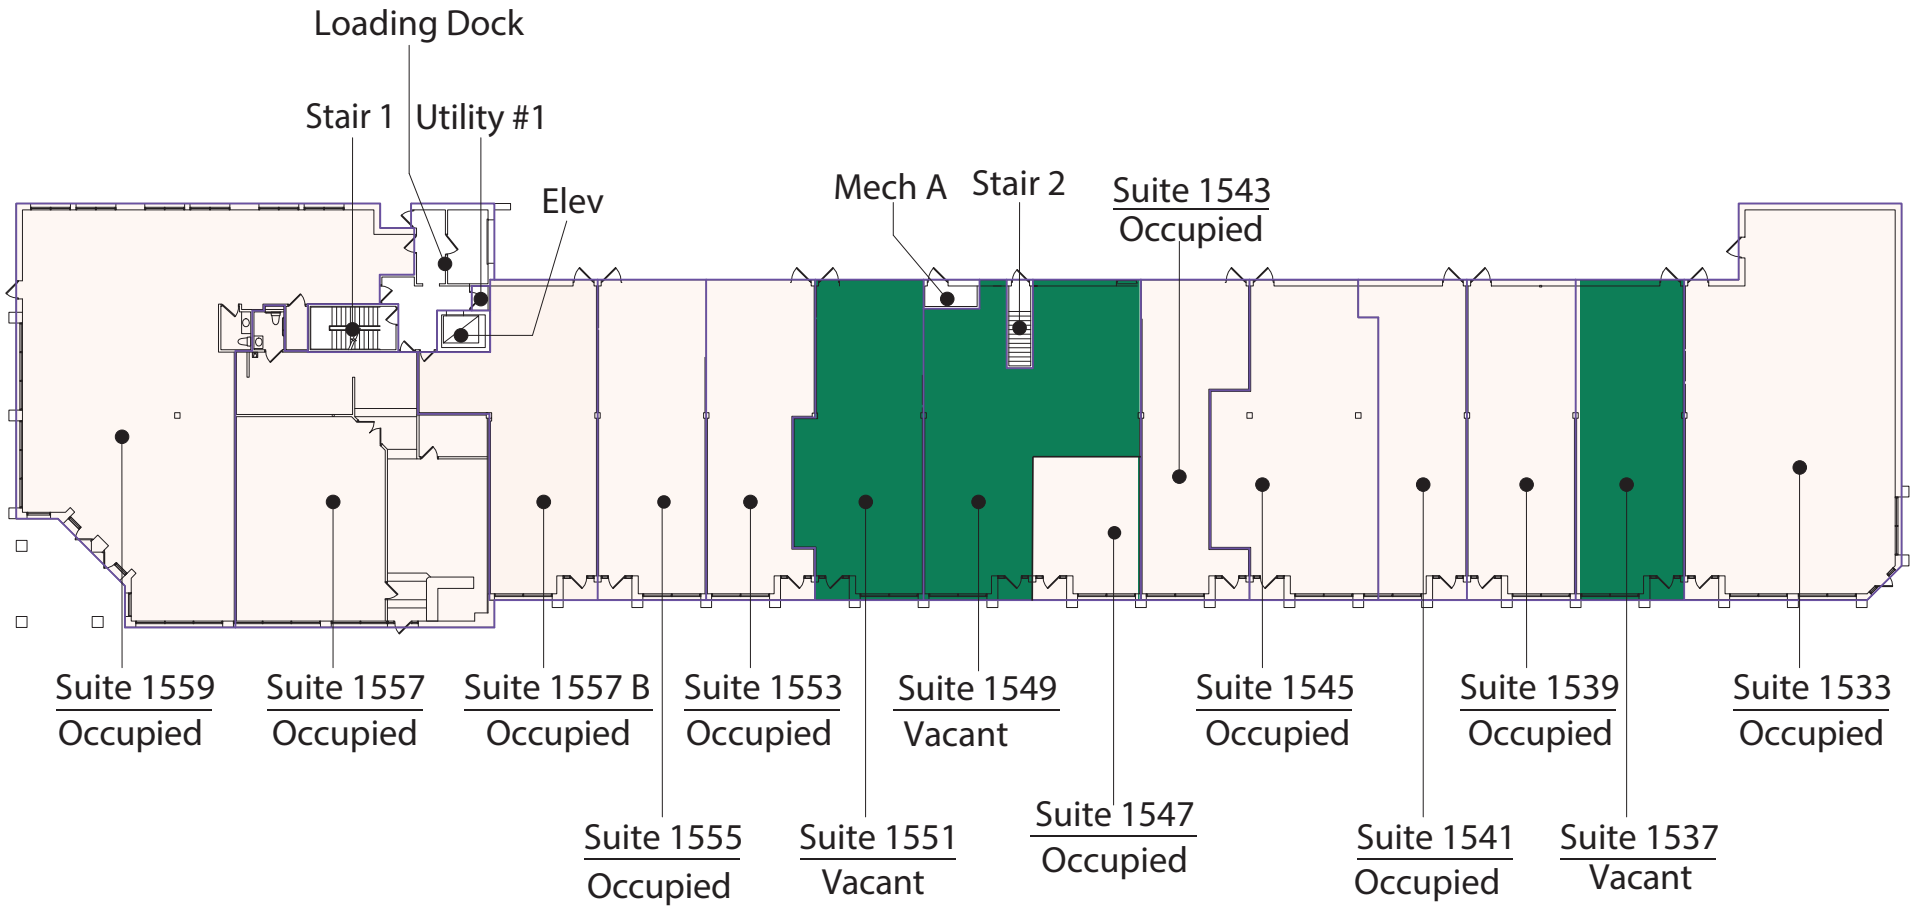 Loading Dock
Stair 1
Utility #1
Elev
Mech A
Stair 2
Suite 1543
Occupied
Suite 1559
Occupied
Suite 1557
Occupied
Suite 1557 B
Occupied
Suite 1553
Occupied
Suite 1549
Vacant
Suite 1545
Occupied
Suite 1539
Occupied
Suite 1533
Occupied
Suite 1555
Occupied
Suite 1551
Vacant
Suite 1547
Occupied
Suite 1541
Occupied
Suite 1537
Vacant